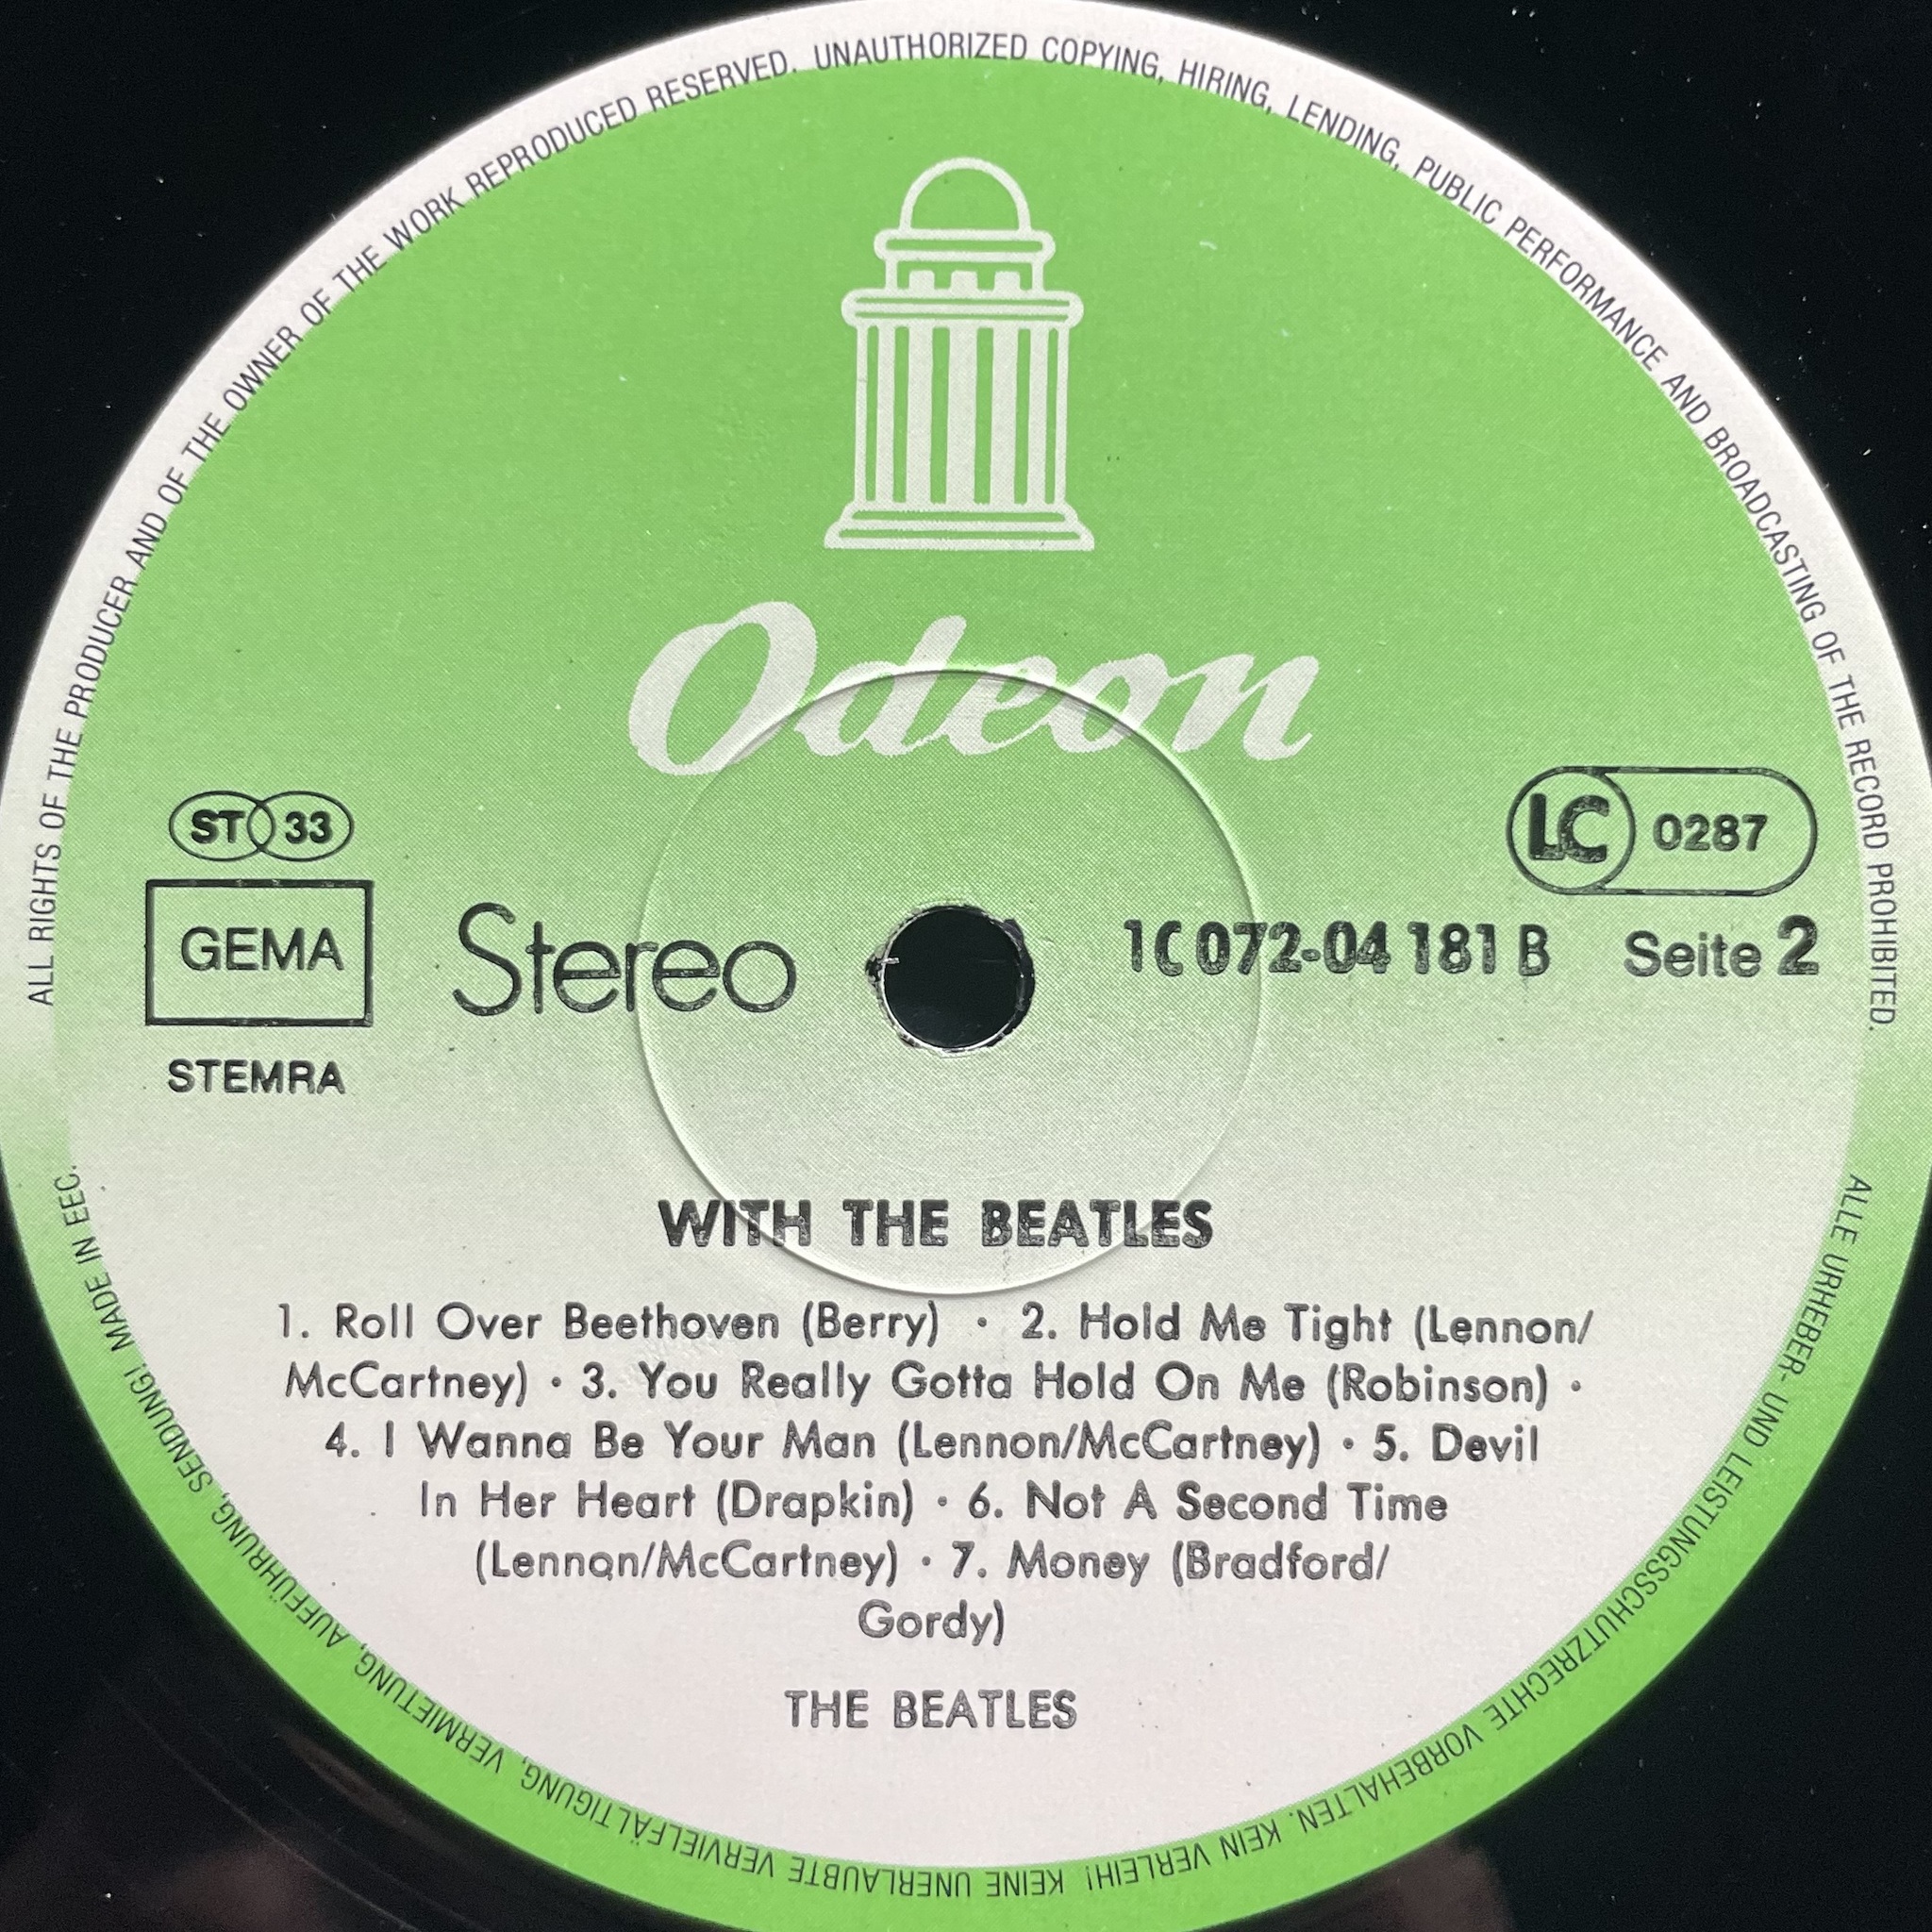 ALL RIGHTS OF THE PRODUCER AND OF THE OWNER OF THE WORK REPRODUCED RESERVED. UNAUTHORIZED COPYING, HIRING, LENDING, PUBLIC PERFORMANCE AND BROADCASTING OF THE RECORD PROHIBITED.
Odeon
ST 33
LC 0287
GEMA
Stereo
1C 072-04 181 B
Seite 2
STEMRA
WITH THE BEATLES
1. Roll Over Beethoven (Berry) · 2. Hold Me Tight (Lennon/
McCartney) · 3. You Really Gotta Hold On Me (Robinson) ·
4. I Wanna Be Your Man (Lennon/McCartney) · 5. Devil
In Her Heart (Drapkin) · 6. Not A Second Time
(Lennon/McCartney) · 7. Money (Bradford/
Gordy)
THE BEATLES
ALLE URHEBER- UND LEISTUNGSSCHUTZRECHTE VORBEHALTEN. KEIN VERLEIH! KEINE UNERLAUBTE VERVIELFÄLTIGUNG, VERMIETUNG, AUFFÜHRUNG, SENDUNG! MADE IN EEC.